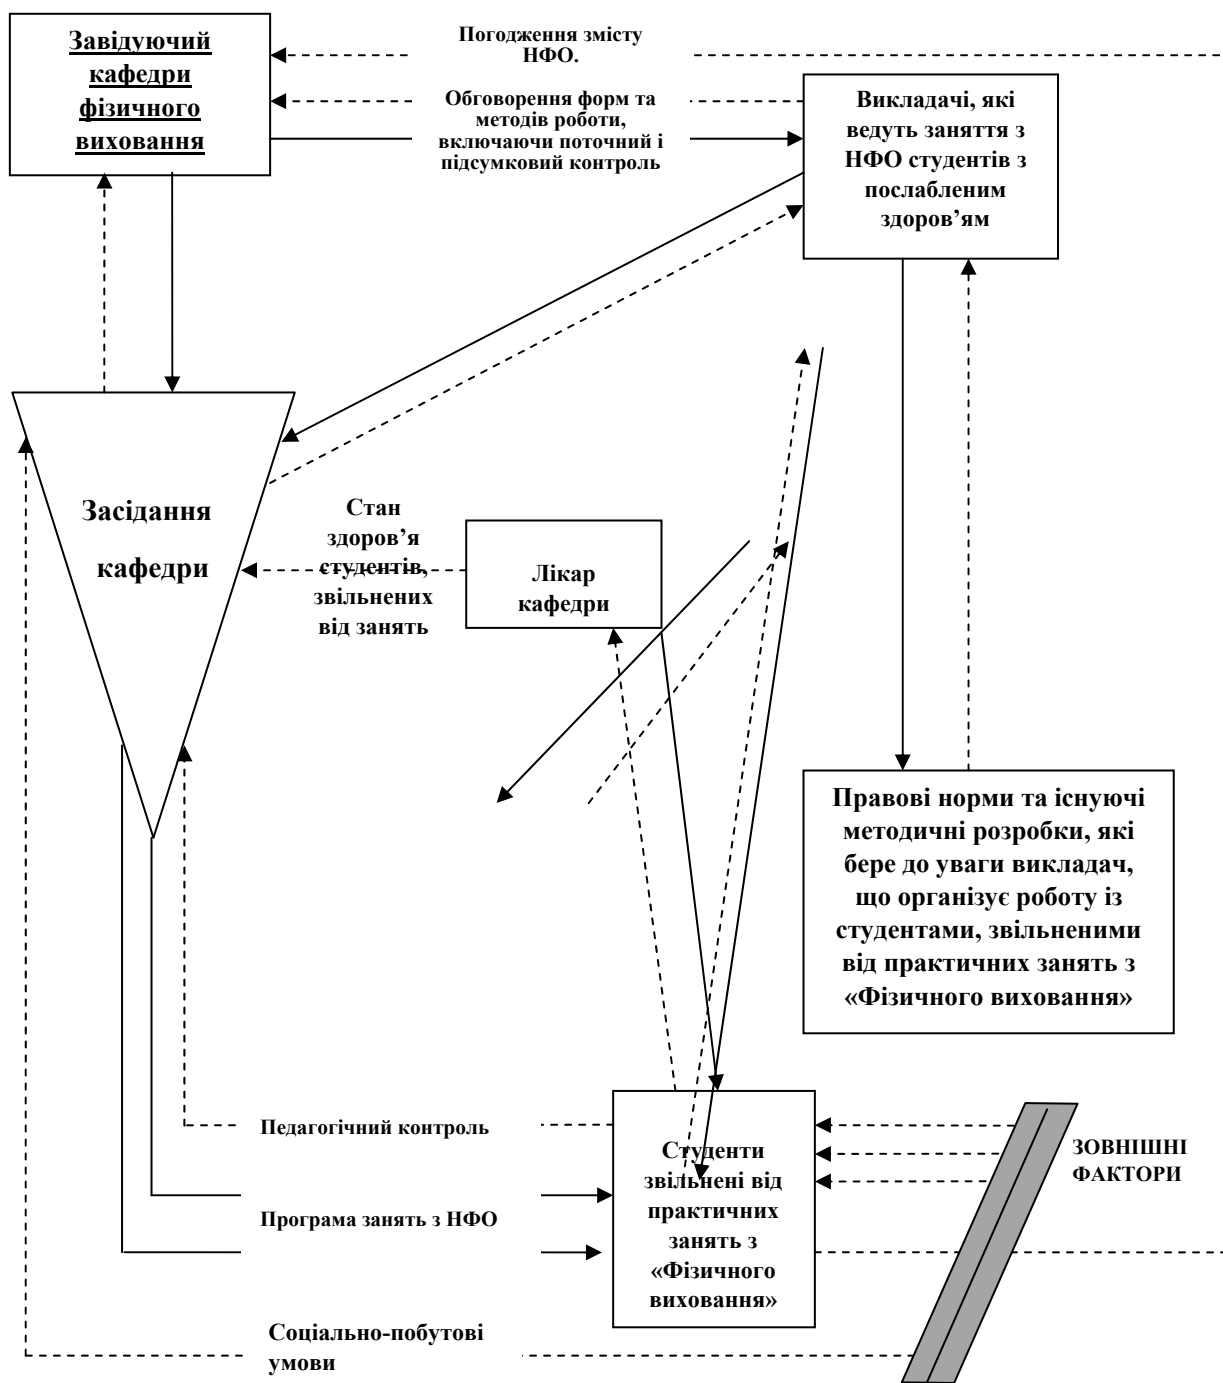 Завідуючий
кафедри
фізичного
виховання
Погодження змісту
НФО.
Обговорення форм та
методів роботи,
включаючи поточний і
підсумковий контроль
Викладачі, які
ведуть заняття з
НФО студентів з
послабленим
здоров’ям
Засідання
кафедри
Стан
здоров’я
студентів,
звільнених
від занять
Лікар
кафедри
Правові норми та існуючі
методичні розробки, які
бере до уваги викладач,
що організує роботу із
студентами, звільненими
від практичних занять з
«Фізичного виховання»
Педагогічний контроль
Програма занять з НФО
Соціально-побутові
умови
Студенти
звільнені від
практичних
занять з
«Фізичного
виховання»
ЗОВНІШНІ
ФАКТОРИ